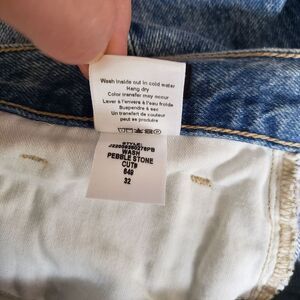 Wash inside out in cold water
Hang dry
Color transfer may occur
Laver à l'envers à l'eau froide
Suspendre à sec
Un transfert de couleur
peut se produire
WASH
PEBBLE STONE
CUT#
849
32